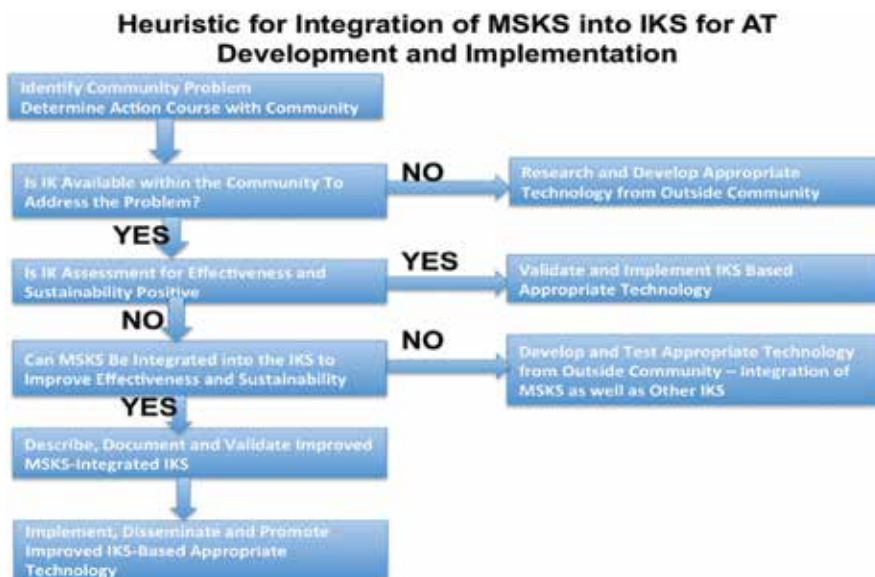 Heuristic for Integration of MSKS into IKS for AT
Development and Implementation
Identify Community Problem
Determine Action Course with Community
Is IK Available within the Community To
Address the Problem?
NO
Research and Develop Appropriate
Technology from Outside Community
YES
Is IK Assessment for Effectiveness and
Sustainability Positive
YES
Validate and Implement IKS Based
Appropriate Technology
NO
Can MSKS Be Integrated into the IKS to
Improve Effectiveness and Sustainability
NO
Develop and Test Appropriate Technology
from Outside Community – Integration of
MSKS as well as Other IKS
YES
Describe, Document and Validate Improved
MSKS-Integrated IKS
Implement, Disseminate and Promote
Improved IKS-Based Appropriate
Technology